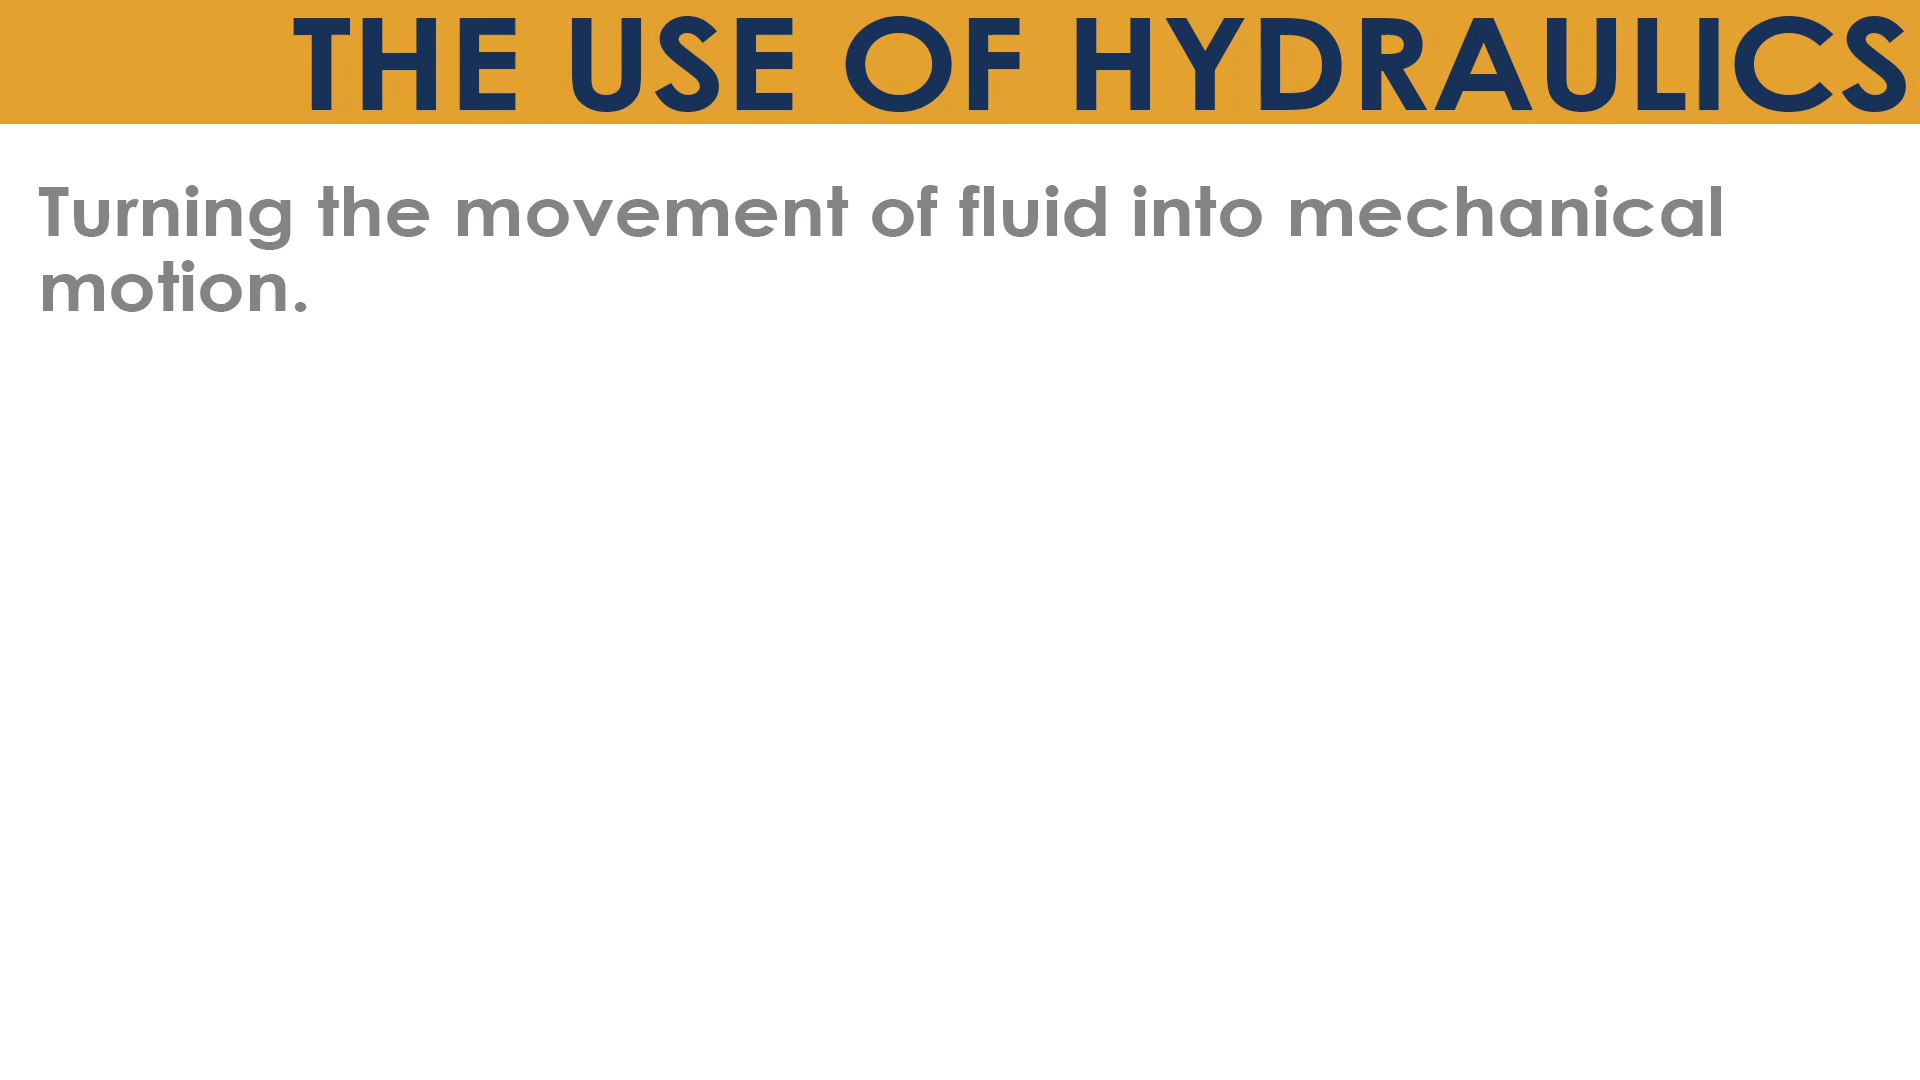 THE USE OF HYDRAULICS
Turning the movement of fluid into mechanical
motion.